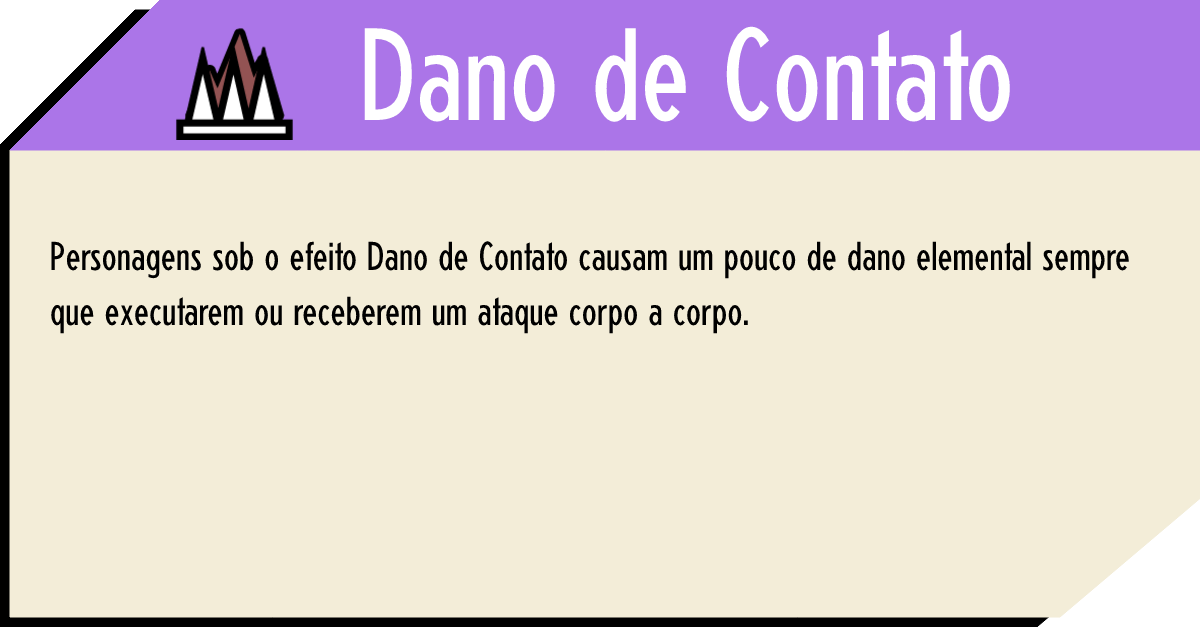 Dano de Contato
Personagens sob o efeito Dano de Contato causam um pouco de dano elemental sempre
que executarem ou receberem um ataque corpo a corpo.